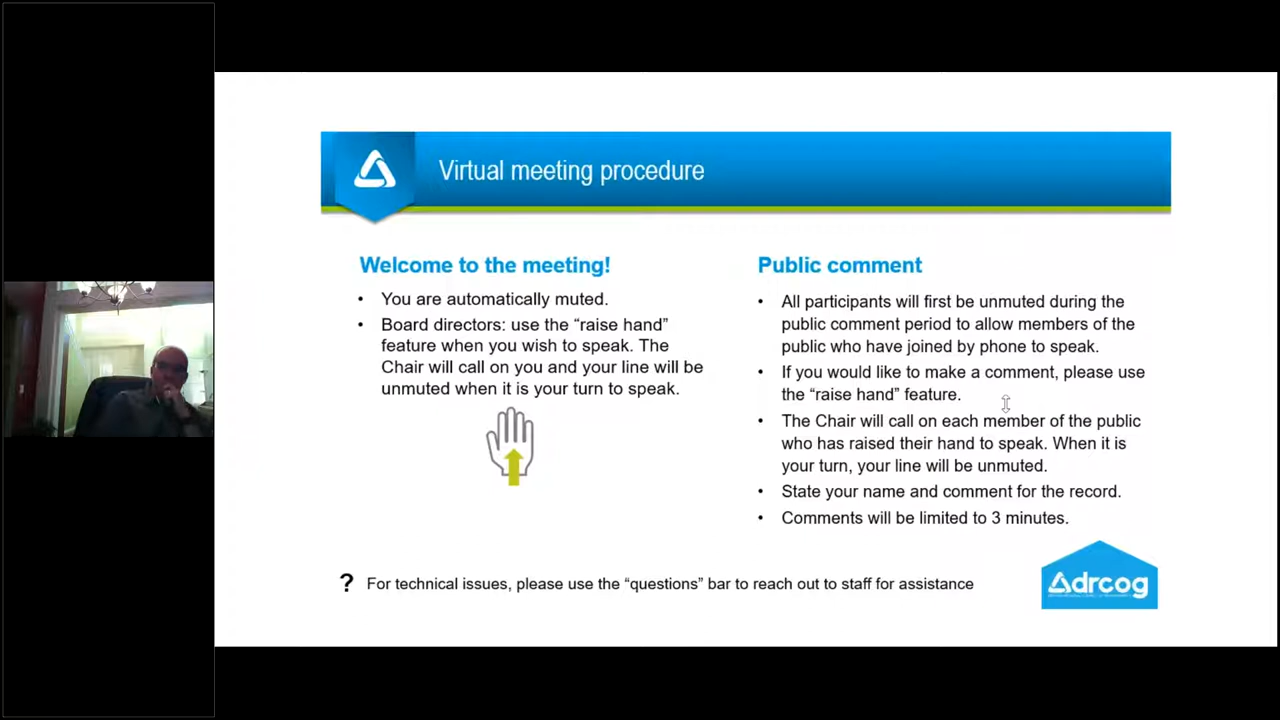 Virtual meeting procedure
Welcome to the meeting!
• You are automatically muted.
• Board directors: use the “raise hand”
feature when you wish to speak. The
Chair will call on you and your line will be
unmuted when it is your turn to speak.
Public comment
• All participants will first be unmuted during the
public comment period to allow members of the
public who have joined by phone to speak.
• If you would like to make a comment, please use
the “raise hand” feature.
• The Chair will call on each member of the public
who has raised their hand to speak. When it is
your turn, your line will be unmuted.
• State your name and comment for the record.
• Comments will be limited to 3 minutes.
? For technical issues, please use the “questions” bar to reach out to staff for assistance
drcog